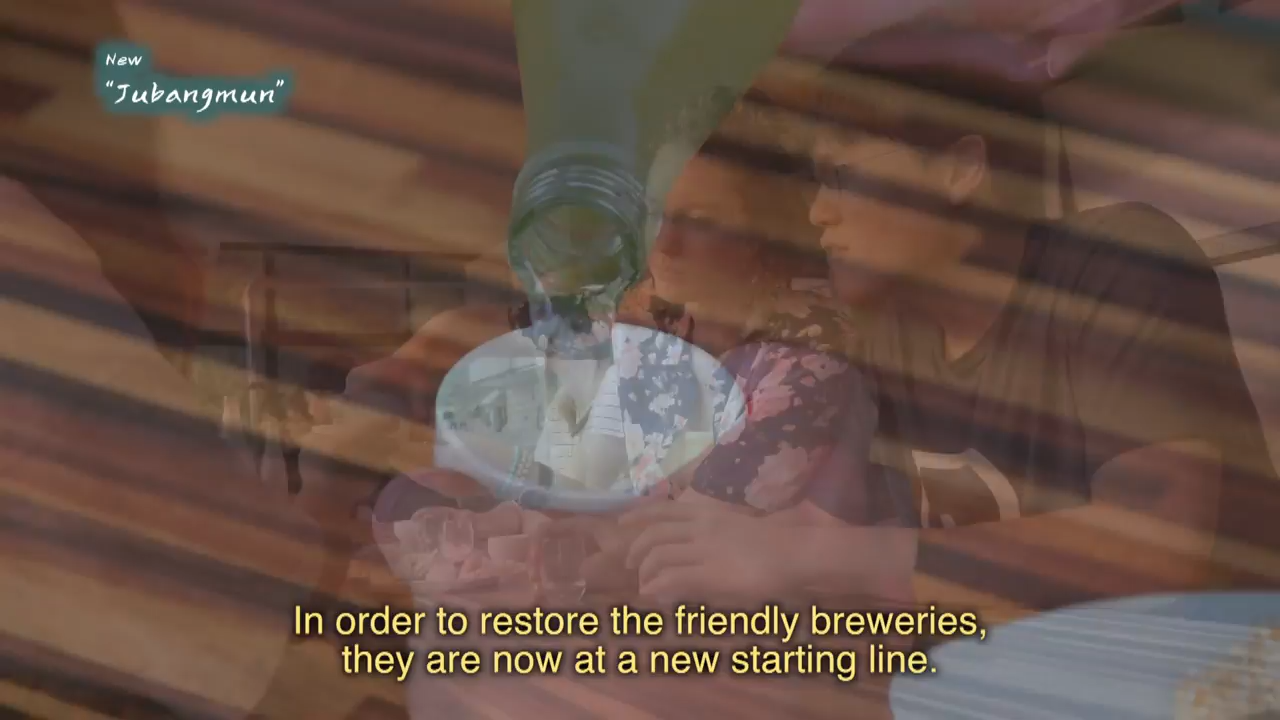 New
“Jubangmun”
In order to restore the friendly breweries,
they are now at a new starting line.